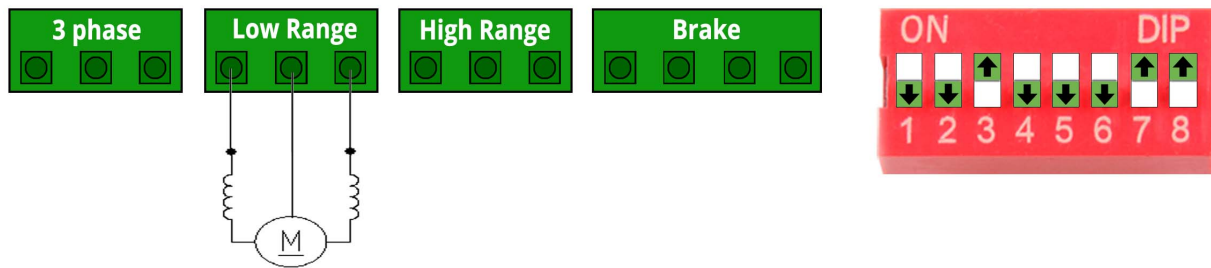 3 phase
Low Range
High Range
Brake
M
ON DIP
1 2 3 4 5 6 7 8